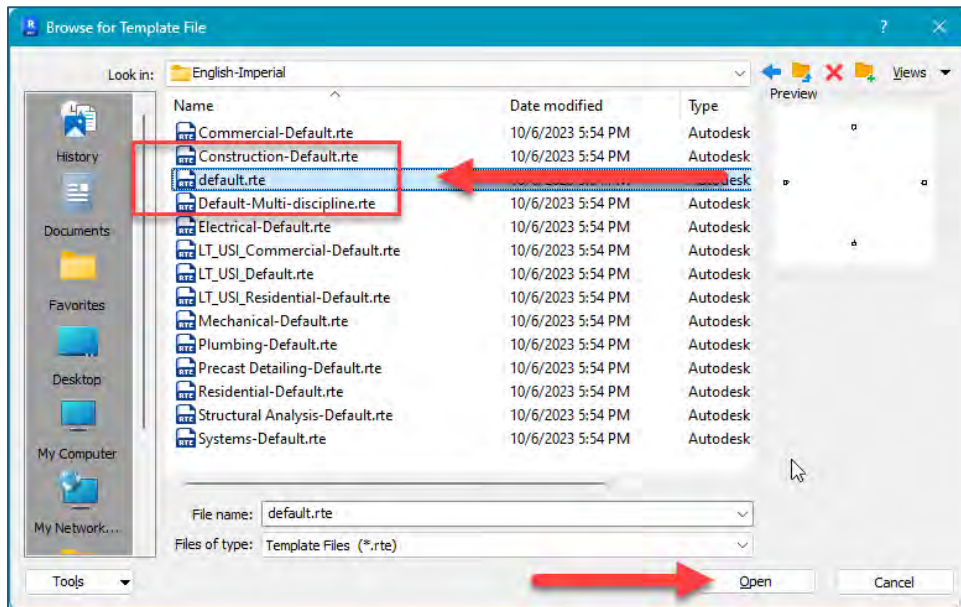 Browse for Template File
Look in: English-Imperial Views
Preview
Name Date modified Type
Commercial-Default.rte 10/6/2023 5:54 PM Autodesk
Construction-Default.rte 10/6/2023 5:54 PM Autodesk
default.rte
Default-Multi-discipline.rte 10/6/2023 5:54 PM Autodesk
Electrical-Default.rte 10/6/2023 5:54 PM Autodesk
LT_USI_Commercial-Default.rte 10/6/2023 5:54 PM Autodesk
LT_USI_Default.rte 10/6/2023 5:54 PM Autodesk
LT_USI_Residential-Default.rte 10/6/2023 5:54 PM Autodesk
Mechanical-Default.rte 10/6/2023 5:54 PM Autodesk
Plumbing-Default.rte 10/6/2023 5:54 PM Autodesk
Precast Detailing-Default.rte 10/6/2023 5:54 PM Autodesk
Residential-Default.rte 10/6/2023 5:54 PM Autodesk
Structural Analysis-Default.rte 10/6/2023 5:54 PM Autodesk
Systems-Default.rte 10/6/2023 5:54 PM Autodesk
History
Documents
Favorites
Desktop
My Computer
My Network...
File name: default.rte
Files of type: Template Files (*.rte)
Tools Open Cancel